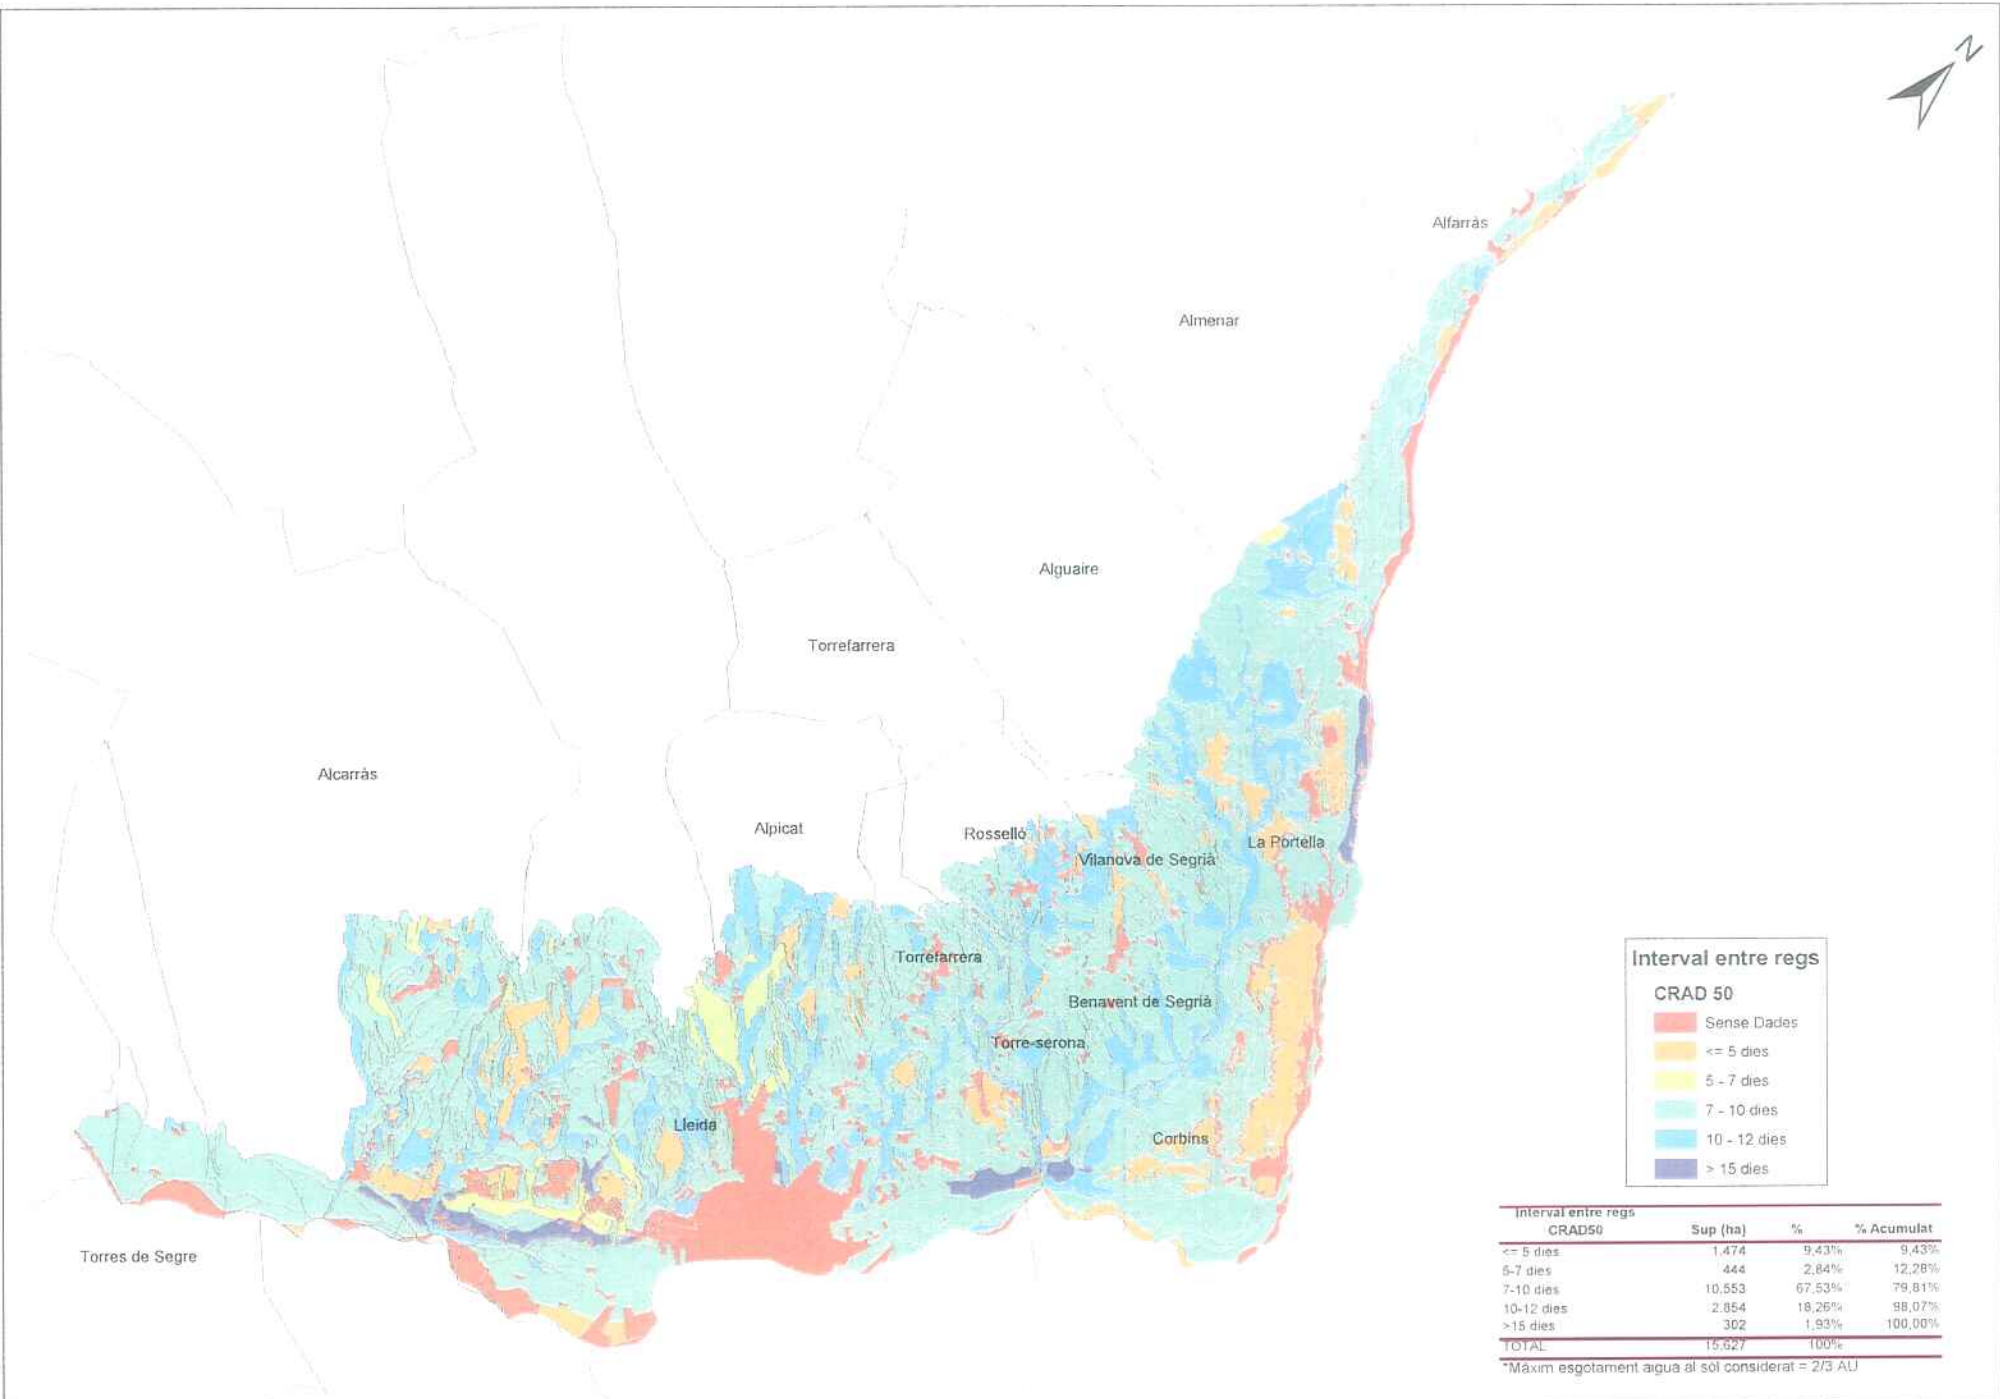 N
Alfarràs
Almenar
Alguaire
Torrefarrera
Alcarràs
Alpicat
Rosselló
La Portella
Vilanova de Segrià
Torrefarrera
Benavent de Segrià
Torre-serona
Lleida
Corbins
Torres de Segre
Interval entre regs
CRAD 50
Sense Dades
<= 5 dies
5 - 7 dies
7 - 10 dies
10 - 12 dies
> 15 dies
Interval entre regs
CRAD50 Sup (ha) % % Acumulat
<= 5 dies 1.474 9,43% 9,43%
5-7 dies 444 2,84% 12,28%
7-10 dies 10.553 67,53% 79,81%
10-12 dies 2.854 18,26% 98,07%
>15 dies 302 1,93% 100,00%
TOTAL 15.627 100%
*Màxim esgotament aigua al sòl considerat = 2/3 AU